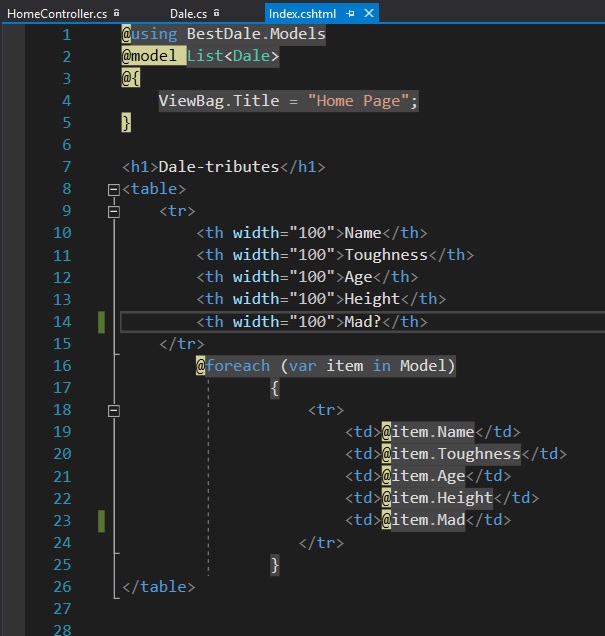 HomeController.cs Dale.cs Index.cshtml
1 @using BestDale.Models
2 @model List<Dale>
3 @{
4 ViewBag.Title = "Home Page";
5 }
6
7 <h1>Dale-tributes</h1>
8 <table>
9 <tr>
10 <th width="100">Name</th>
11 <th width="100">Toughness</th>
12 <th width="100">Age</th>
13 <th width="100">Height</th>
14 <th width="100">Mad?</th>
15 </tr>
16 @foreach (var item in Model)
17 {
18 <tr>
19 <td>@item.Name</td>
20 <td>@item.Toughness</td>
21 <td>@item.Age</td>
22 <td>@item.Height</td>
23 <td>@item.Mad</td>
24 </tr>
25 }
26 </table>
27
28